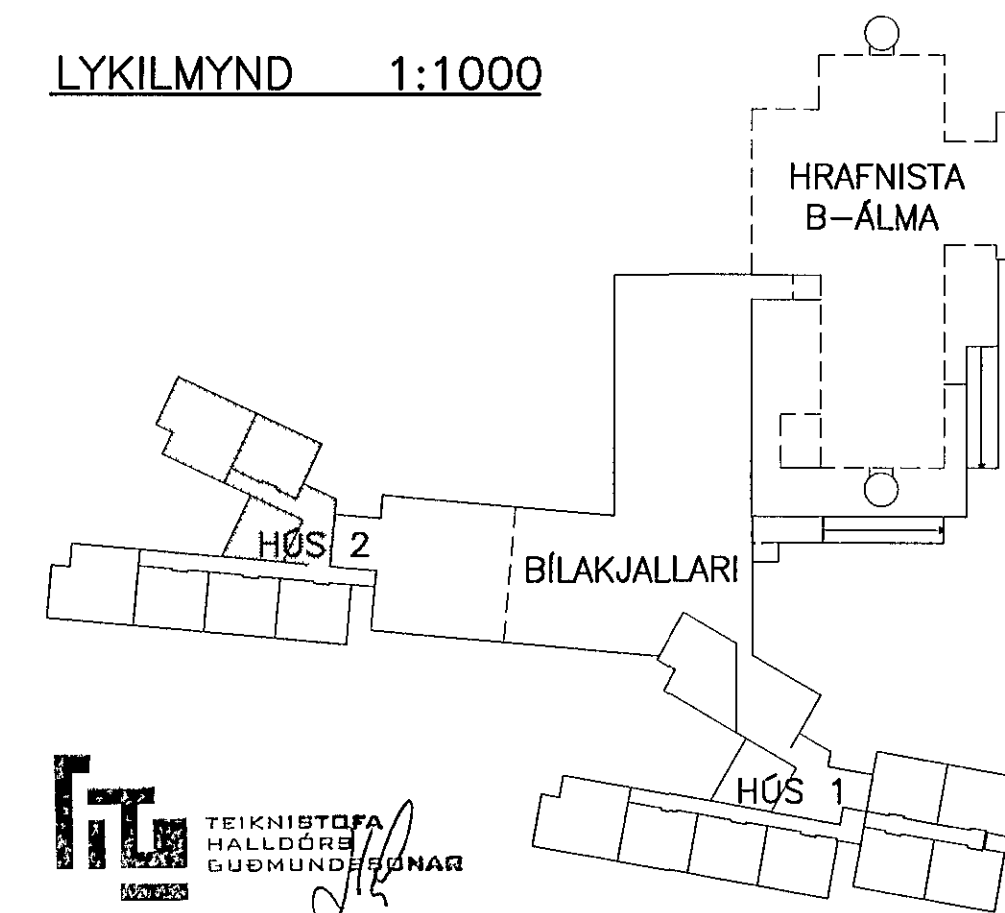 LYKILMYND 1:1000
HRAFNISTA
B-ÁLMA
HÚS 2
BÍLAKJALLARI
HÚS 1
TEIKNISTOFA
HALLDÓRS
GUÐMUNDSSONAR